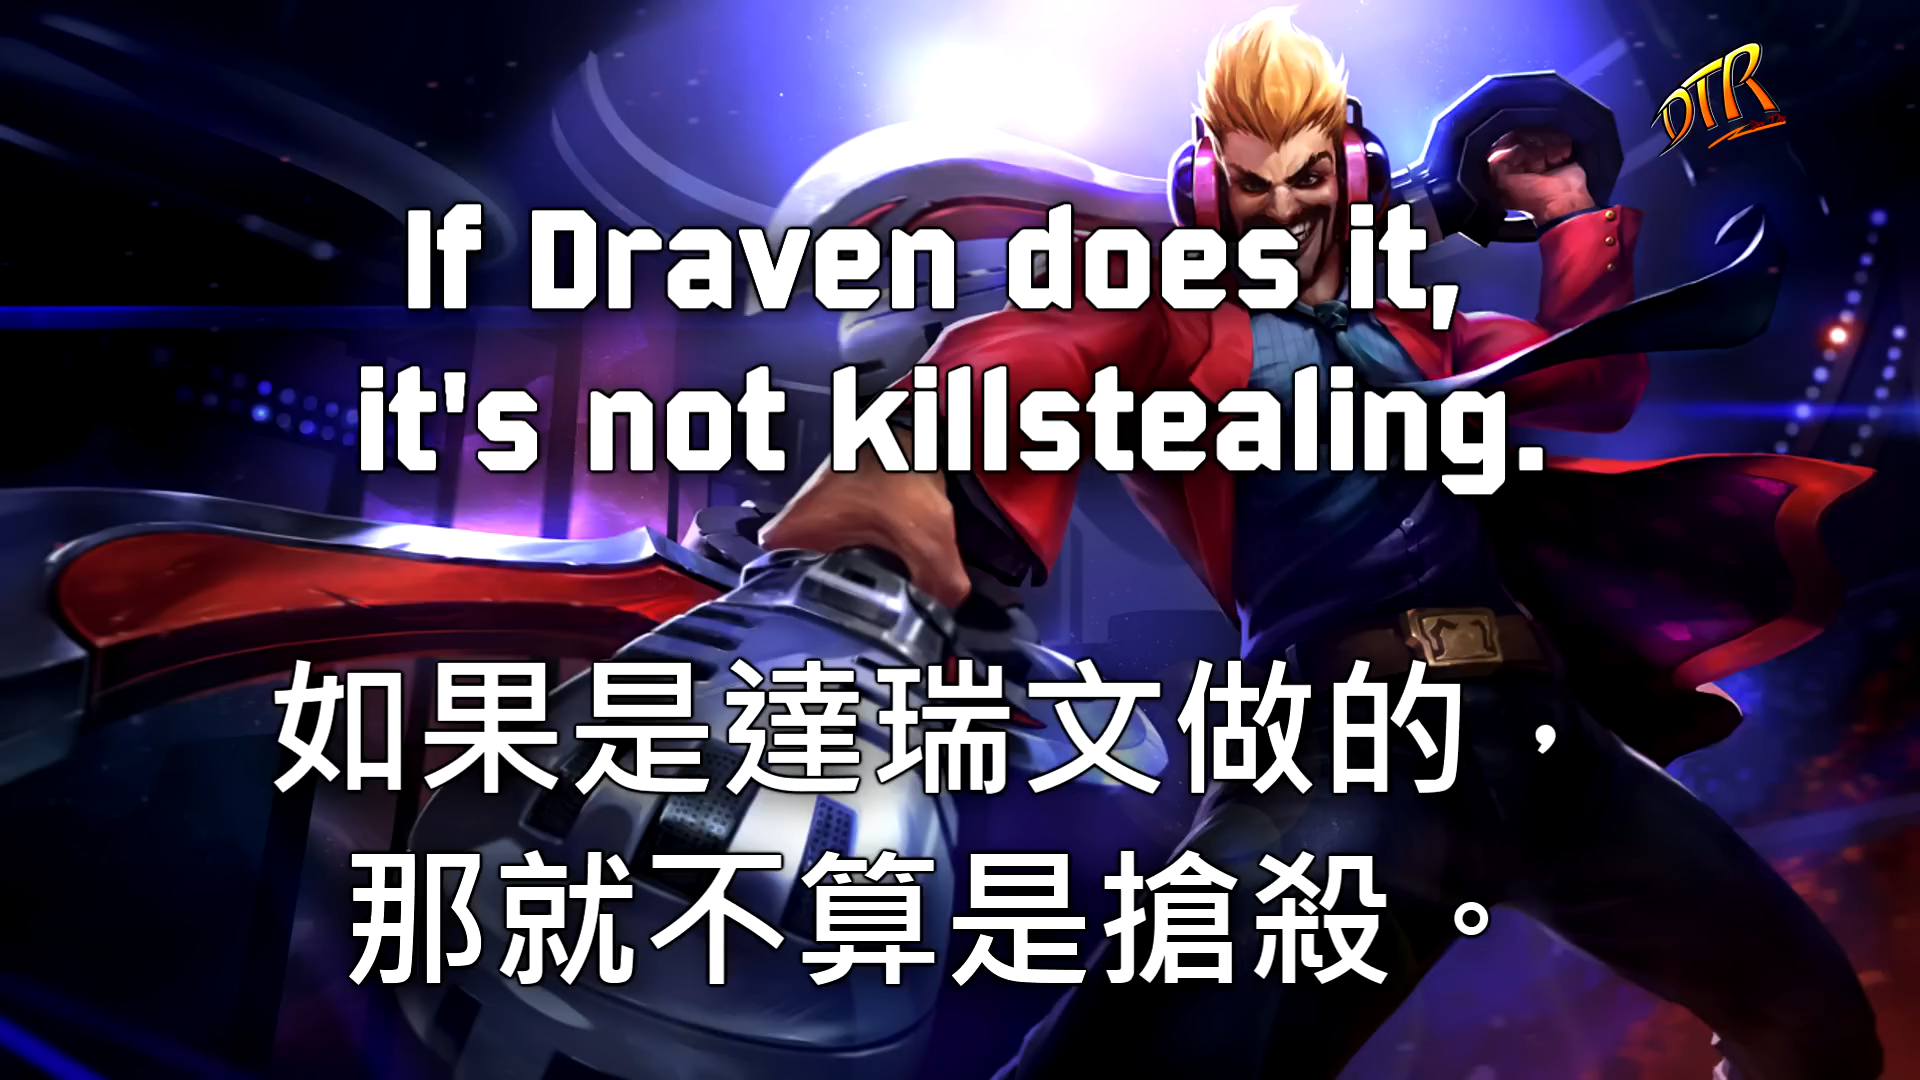 DTR
If Draven does it,
it's not killstealing.
如果是達瑞文做的，
那就不算是搶殺。